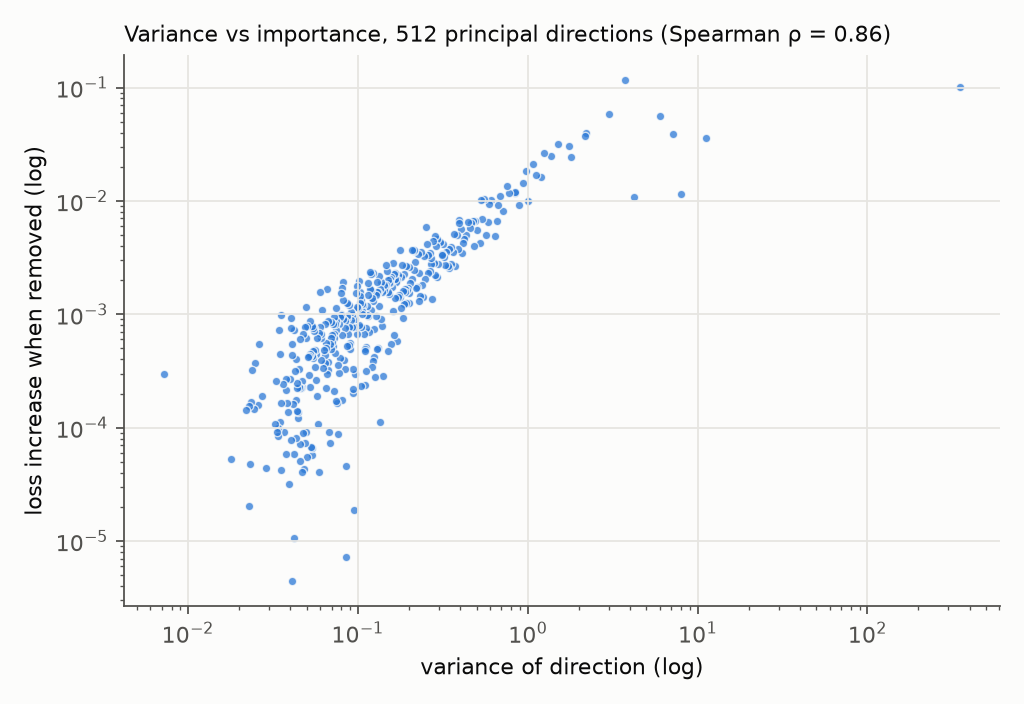 Variance vs importance, 512 principal directions (Spearman ρ = 0.86)
loss increase when removed (log)
10⁻¹
10⁻²
10⁻³
10⁻⁴
10⁻⁵
10⁻² 10⁻¹ 10⁰ 10¹ 10²
variance of direction (log)